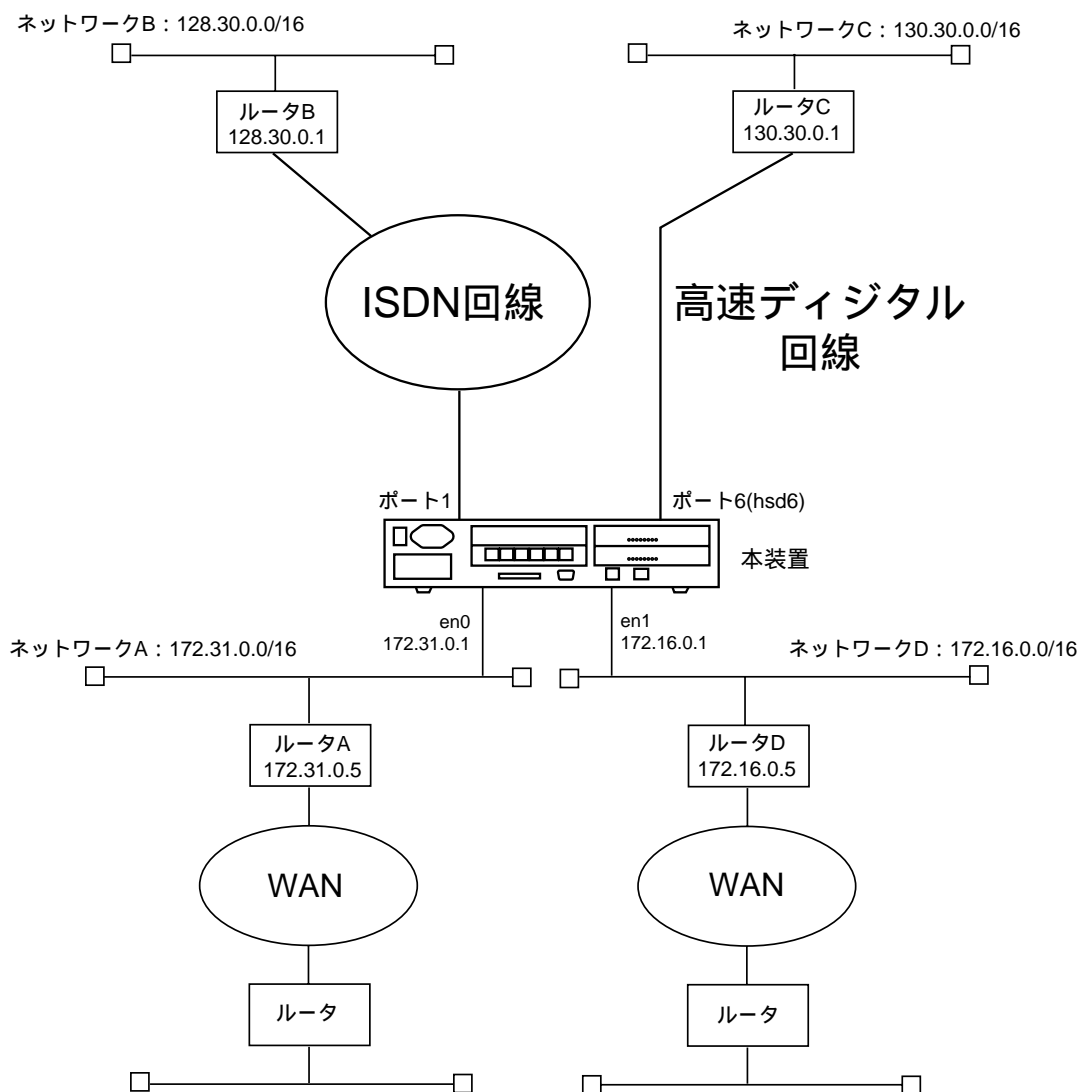 ネットワークB：128.30.0.0/16
ネットワークC：130.30.0.0/16
ルータB
128.30.0.1
ルータC
130.30.0.1
ISDN回線
高速ディジタル
回線
ポート1
ポート6(hsd6)
本装置
en0
172.31.0.1
en1
172.16.0.1
ネットワークA：172.31.0.0/16
ネットワークD：172.16.0.0/16
ルータA
172.31.0.5
ルータD
172.16.0.5
WAN
WAN
ルータ
ルータ